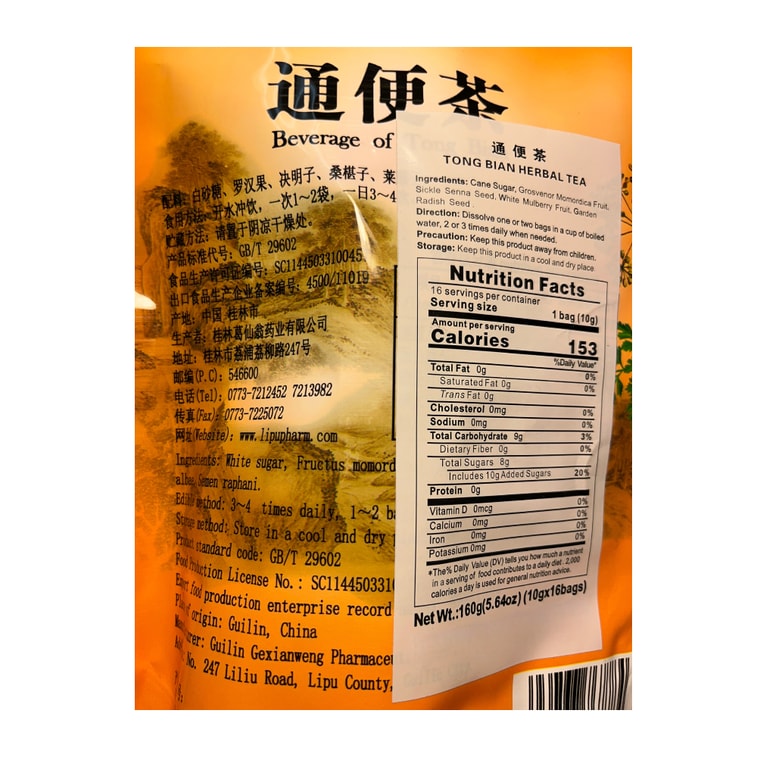 通便茶
Beverage of Tong B
配料: 白砂糖、罗汉果、决明子、桑椹子、莱
食用方法: 开水冲饮, 一次1~2袋, 一日3~4
贮藏方法: 请置于阴凉干燥处。
产品标准代号: GB/T 29602
食品生产许可证编号: SC1144503310045
出口食品生产企业备案编号: 4500/11019
产地: 中国 桂林市
生产者: 桂林葛仙翁药业有限公司
地址: 桂林市荔浦荔柳路247号
邮编(P.C): 546600
电话(Tel): 0773-7212452 7213982
传真(Fax): 0773-7225072
网址(Website): www.lipupharm.com
Ingredients: White sugar, Fructus momord
albee, Semen raphani.
Edible method: 3~4 times daily, 1~2 ba
Storage method: Store in a cool and dry
Product standard code: GB/T 29602
Food Production License No.: SC114450331
Export food production enterprise record
Place of origin: Guilin, China
Manufacturer: Guilin Gexianweng Pharmaceu
No. 247 Liliu Road, Lipu County,
通便茶
TONG BIAN HERBAL TEA
Ingredients: Cane Sugar, Grosvenor Momordica Fruit,
Sickle Senna Seed, White Mulberry Fruit, Garden
Radish Seed.
Direction: Dissolve one or two bags in a cup of boiled
water, 2 or 3 times daily when needed.
Precaution: Keep this product away from children.
Storage: Keep this product in a cool and dry place
Nutrition Facts
16 servings per container
Serving size 1 bag (10g)
Amount per serving
Calories 153
%Daily Value*
Total Fat 0g 0%
Saturated Fat 0g 0%
Trans Fat 0g
Cholesterol 0mg 0%
Sodium 0mg 0%
Total Carbohydrate 9g 3%
Dietary Fiber 0g 0%
Total Sugars 8g
Includes 10g Added Sugars 20%
Protein 0g
Vitamin D 0mcg 0%
Calcium 0mg 0%
Iron 0mg 0%
Potassium 0mg 0%
*The% Daily Value (DV) tells you how much a nutrient
in a serving of food contributes to a daily diet. 2,000
calories a day is used for general nutrition advice.
Net Wt.:160g(5.64oz) (10gx16bags)